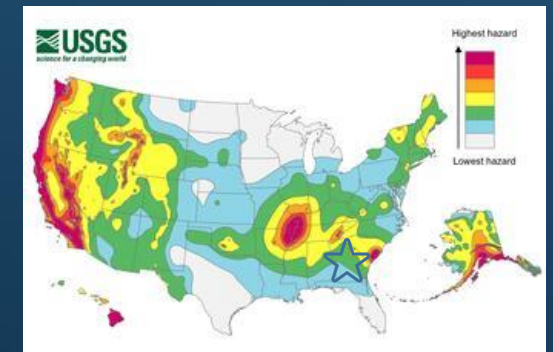 USGS
science for a changing world
Highest hazard
Lowest hazard